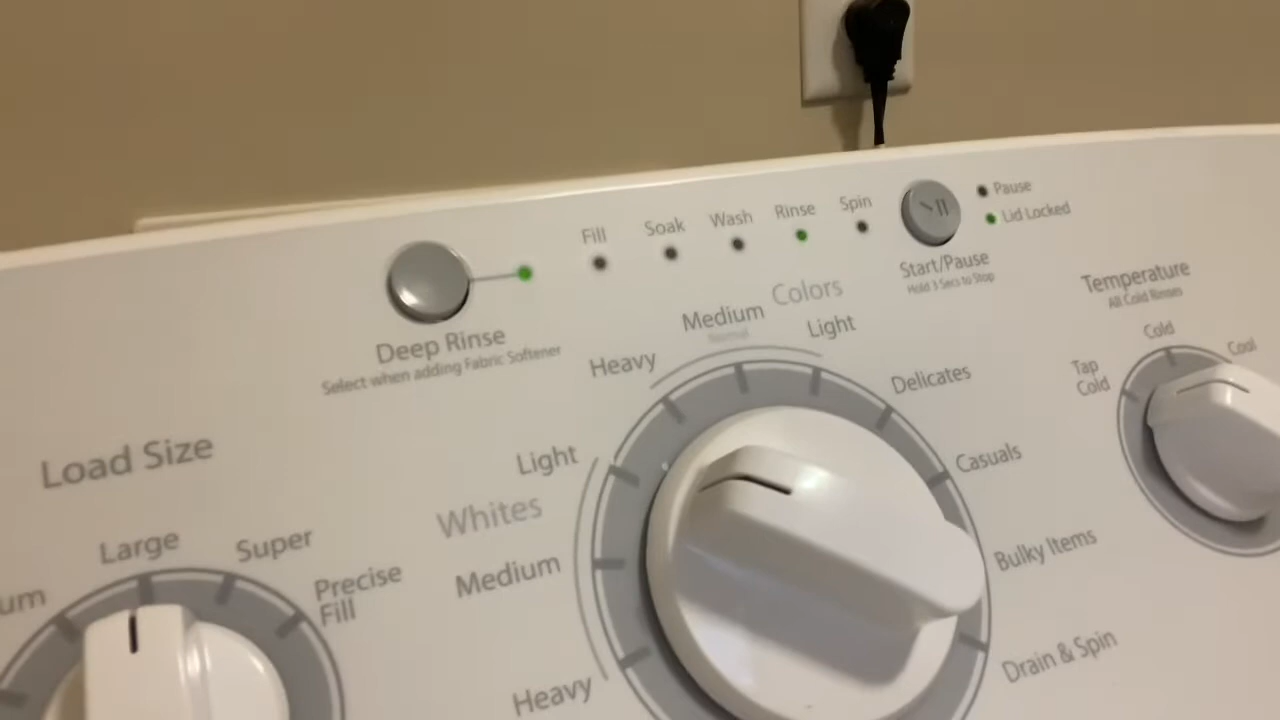 Fill
Soak
Wash
Rinse
Spin
Pause
Lid Locked
Start/Pause
Hold 3 Secs to Stop
Deep Rinse
Select when adding Fabric Softener
Colors
Heavy
Medium
Normal
Light
Delicates
Casuals
Bulky Items
Drain & Spin
Temperature
All Cold Rinses
Tap
Cold
Cold
Cool
Load Size
Large
Super
Precise
Fill
Whites
Light
Medium
Heavy